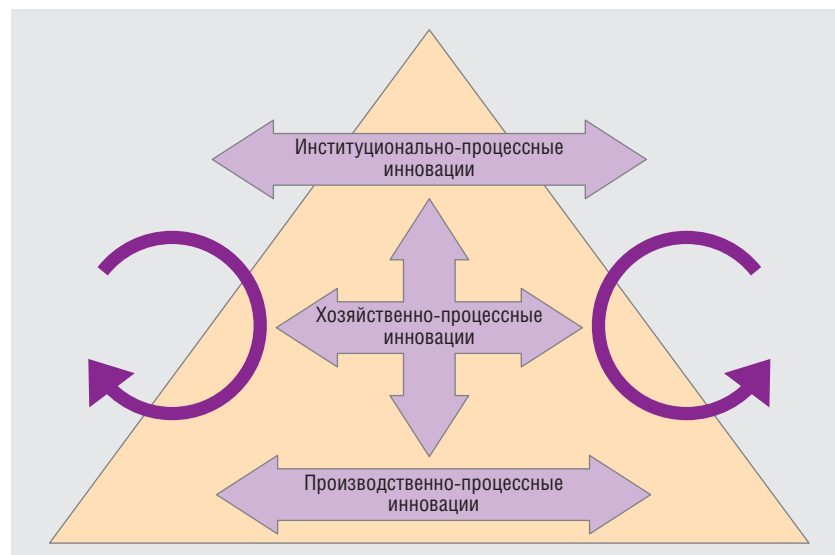 Институционально-процессные
инновации
Хозяйственно-процессные
инновации
Производственно-процессные
инновации